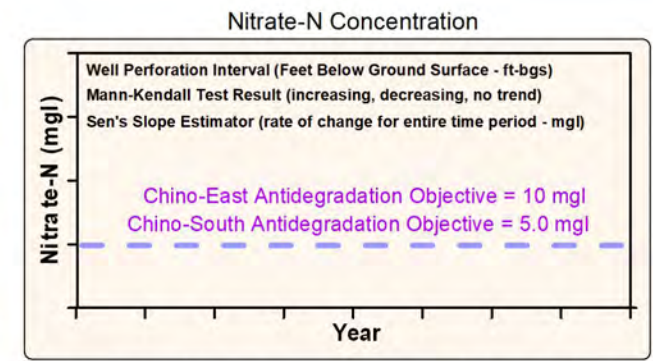 Nitrate-N Concentration
Well Perforation Interval (Feet Below Ground Surface - ft-bgs)
Mann-Kendall Test Result (increasing, decreasing, no trend)
Sen's Slope Estimator (rate of change for entire time period - mgl)
Nitrate-N (mgl)
Chino-East Antidegradation Objective = 10 mgl
Chino-South Antidegradation Objective = 5.0 mgl
Year